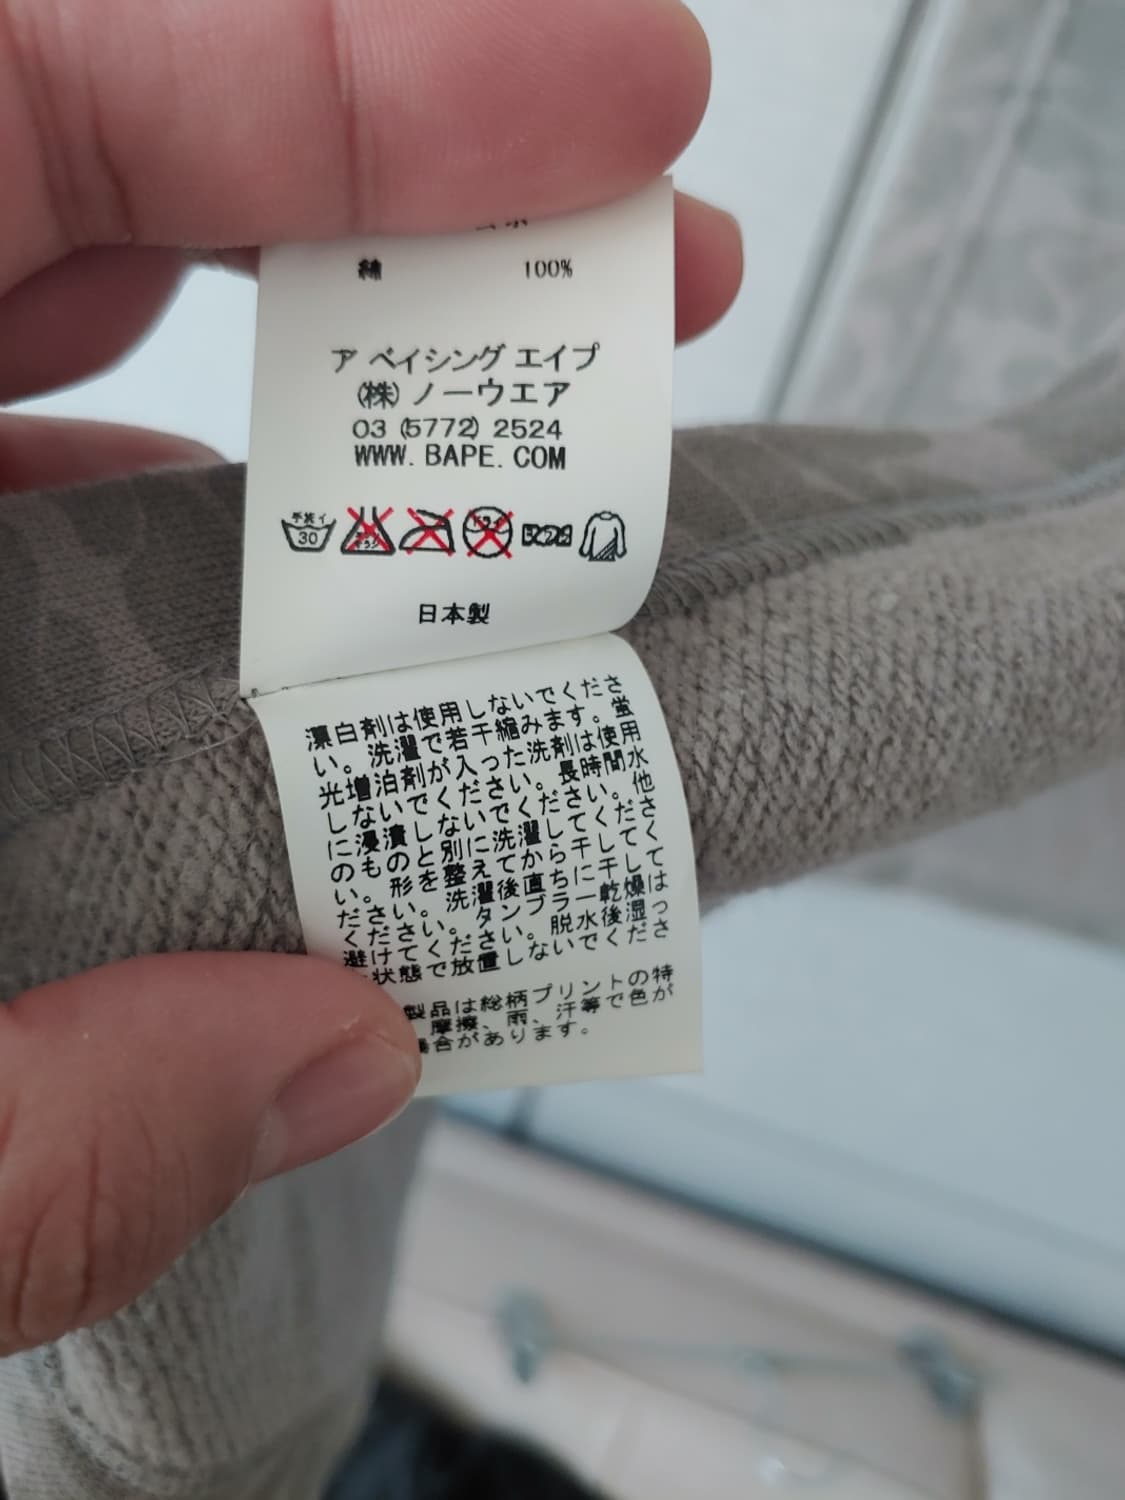 綿 100%
ア ベイシング エイプ
(株) ノーウエア
03 (5772) 2524
WWW. BAPE. COM
手洗イ
30
日本製
漂白剤は使用しないでくださ
い。洗濯で若干縮みます。蛍
光増泊剤が入った洗剤は使用
しないでください。長時間水
に浸漬しないでください。他
のものと別に洗濯してくださ
い。形を整えてから干してく
ださい。洗濯後直ちに干して
ください。タンブラー乾燥は
避けてください。脱水後湿っ
状態で放置しないでくださ
製品は総柄プリントの特
摩擦、雨、汗等で色が
場合があります。